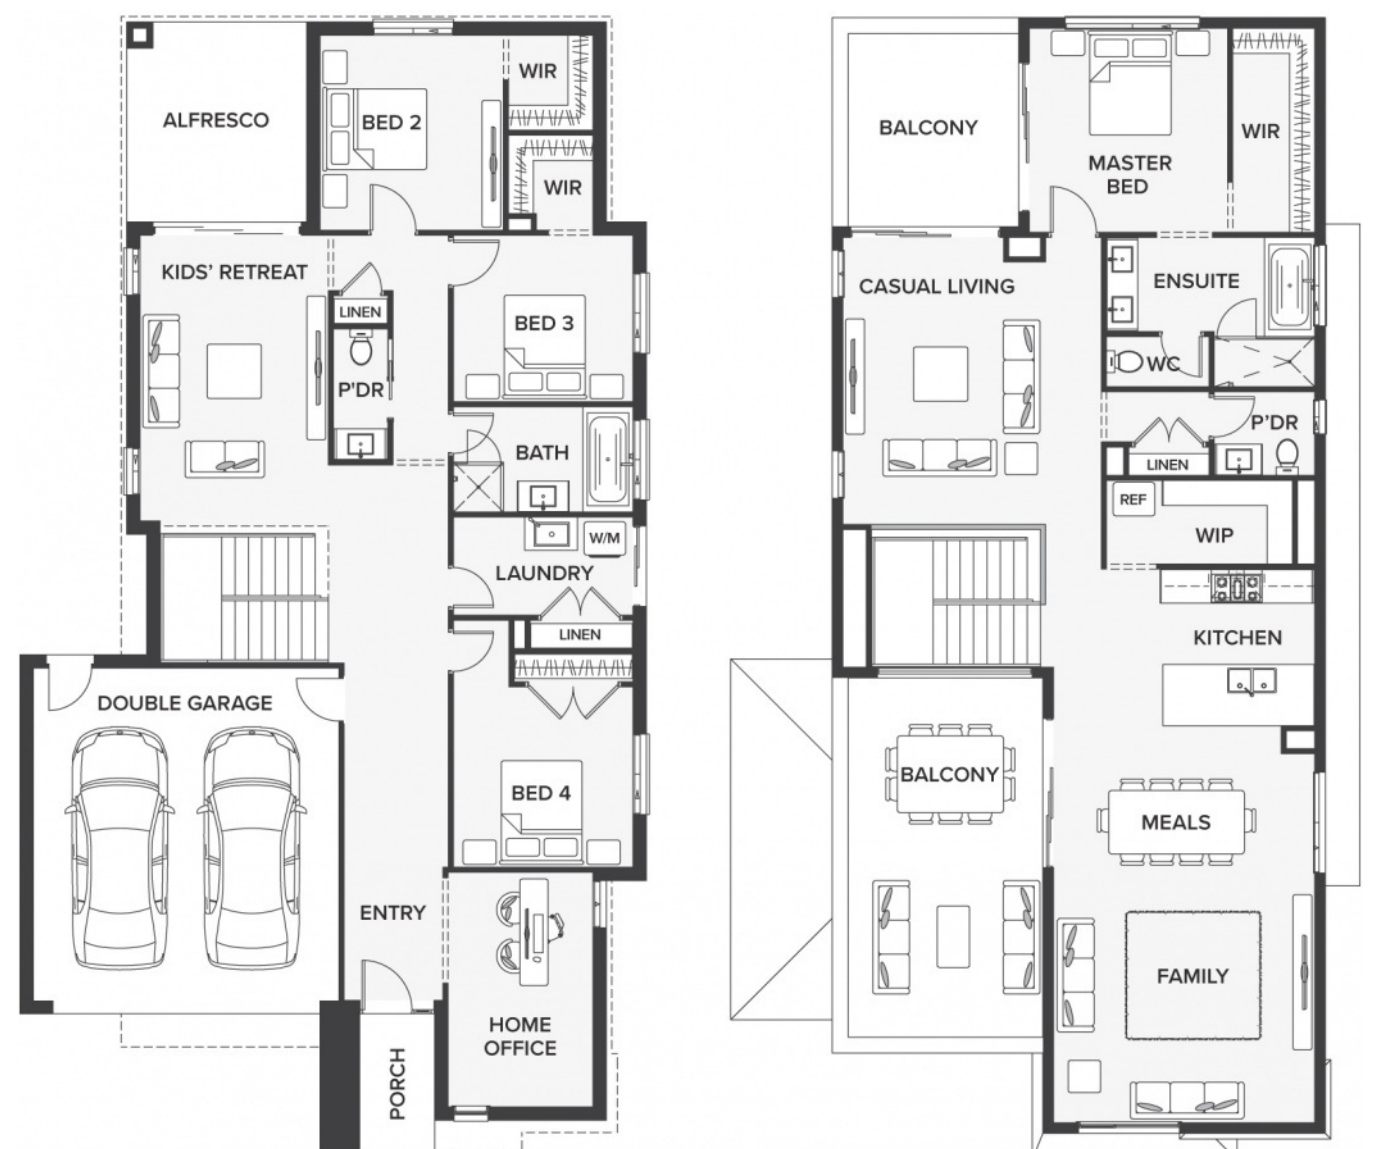 ALFRESCO
BED 2
WIR
WIR
KIDS' RETREAT
LINEN
P'DR
BED 3
BATH
W/M
LAUNDRY
LINEN
DOUBLE GARAGE
BED 4
ENTRY
HOME
OFFICE
PORCH
BALCONY
MASTER
BED
WIR
CASUAL LIVING
ENSUITE
WC
P'DR
LINEN
REF
WIP
KITCHEN
BALCONY
MEALS
FAMILY